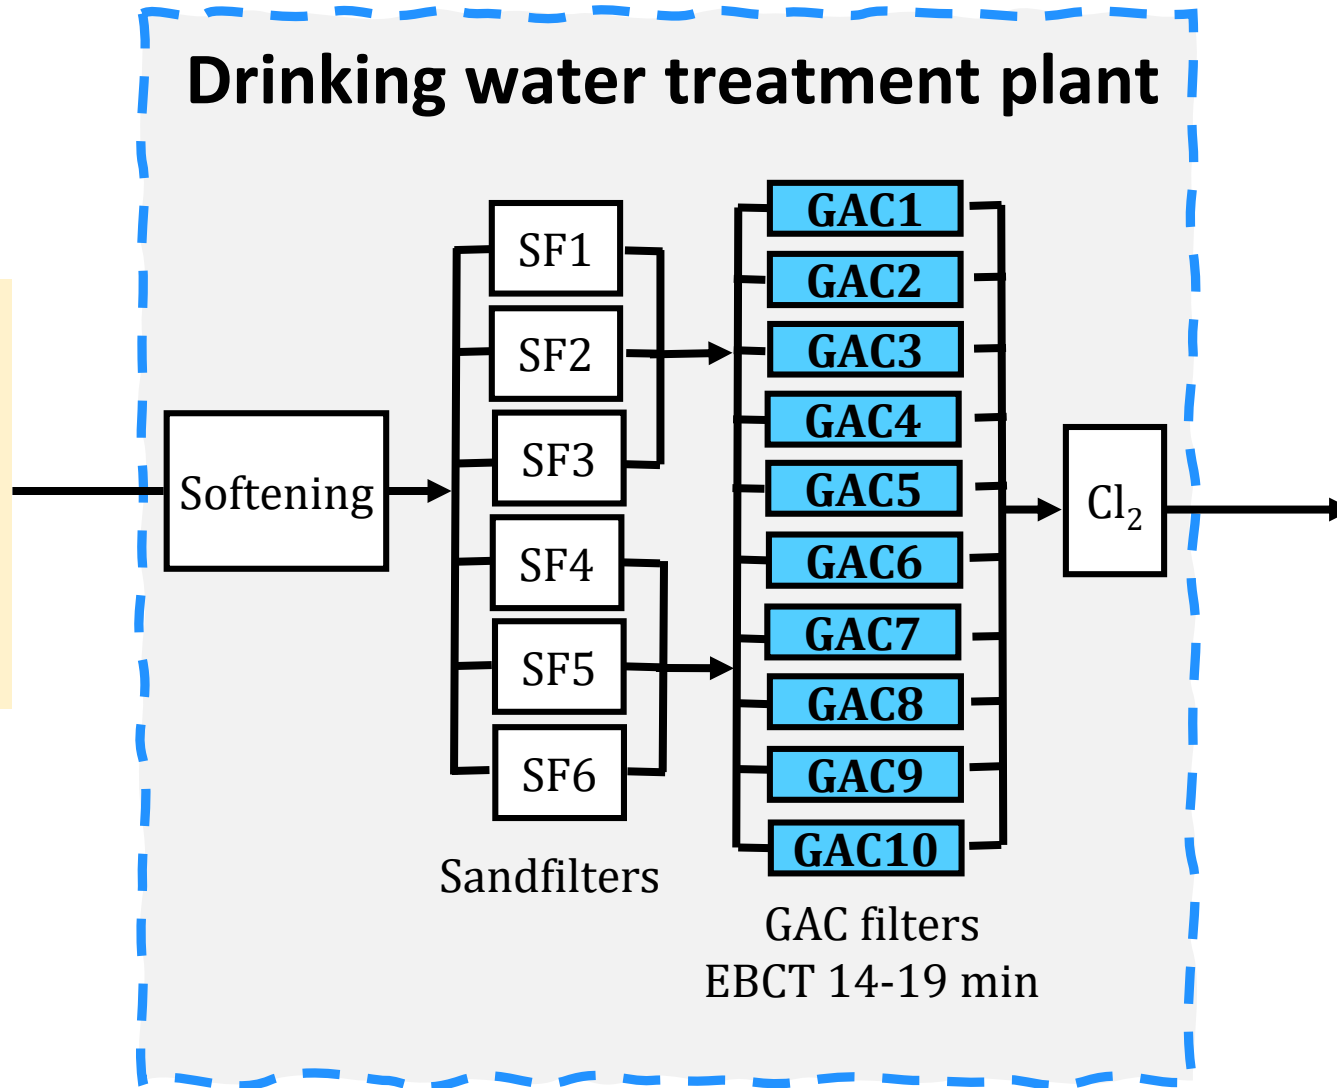 Drinking water treatment plant
Softening
SF1
SF2
SF3
SF4
SF5
SF6
Sandfilters
GAC1
GAC2
GAC3
GAC4
GAC5
GAC6
GAC7
GAC8
GAC9
GAC10
GAC filters
EBCT 14-19 min
Cl₂